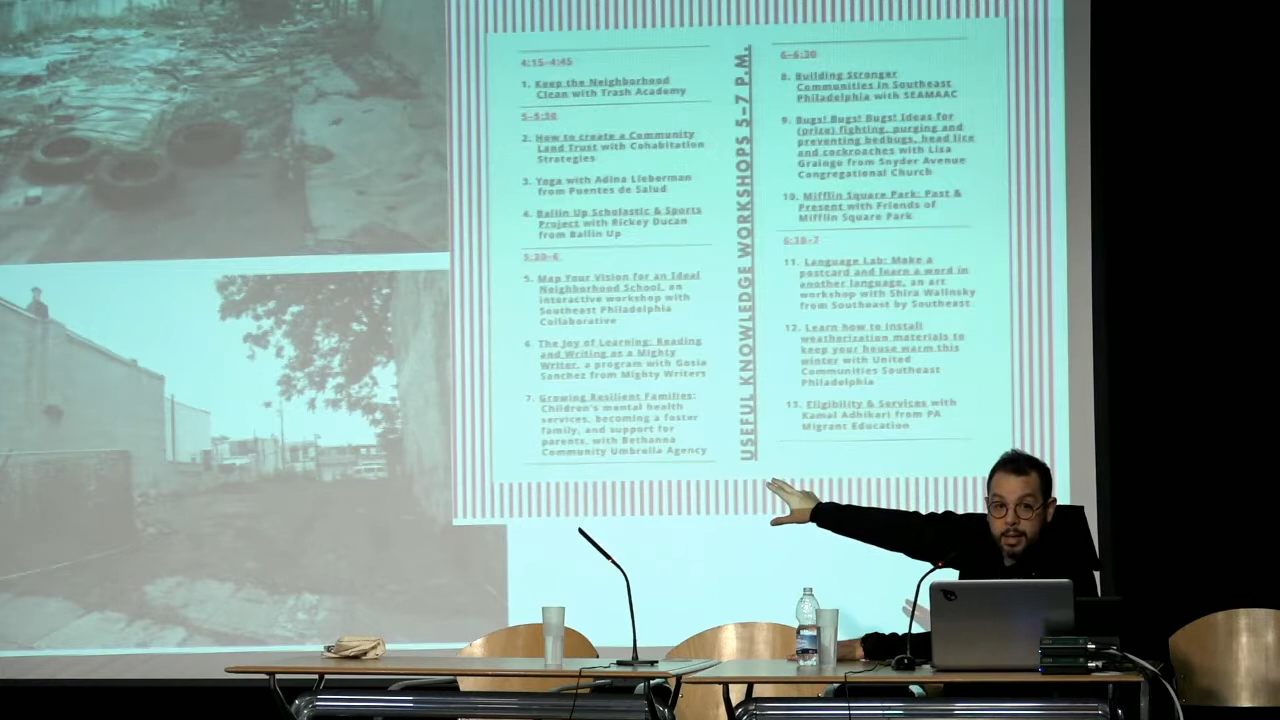 4:15–4:45
1. Keep the Neighborhood
Clean with Trash Academy
5–5:30
2. How to create a Community
Land Trust with Cohabitation
Strategies
3. Yoga with Adina Lieberman
from Puentes de Salud
4. Ballin Up Scholastic & Sports
Project with Rickey Ducan
from Ballin Up
5:30–6
5. Map Your Vision for an Ideal
Neighborhood School, an
interactive workshop with
Southeast Philadelphia
Collaborative
6. The Joy of Learning: Reading
and Writing as a Mighty
Writer, a program with Gosia
Sanchez from Mighty Writers
7. Growing Resilient Families:
Children's mental health
services, becoming a foster
family, and support for
parents, with Bethanna
Community Umbrella Agency
USEFUL KNOWLEDGE WORKSHOPS 5–7 P.M.
6–6:30
8. Building Stronger
Communities in Southeast
Philadelphia with SEAMAAC
9. Bugs! Bugs! Bugs! Ideas for
(prize) fighting, purging and
preventing bedbugs, head lice
and cockroaches with Lisa
Graingo from Snyder Avenue
Congregational Church
10. Mifflin Square Park: Past &
Present with Friends of
Mifflin Square Park
6:30–7
11. Language Lab: Make a
postcard and learn a word in
another language, an art
workshop with Shira Walinsky
from Southeast by Southeast
12. Learn how to install
weatherization materials to
keep your house warm this
winter with United
Communities Southeast
Philadelphia
13. Eligibility & Services with
Kamal Adhikari from PA
Migrant Education